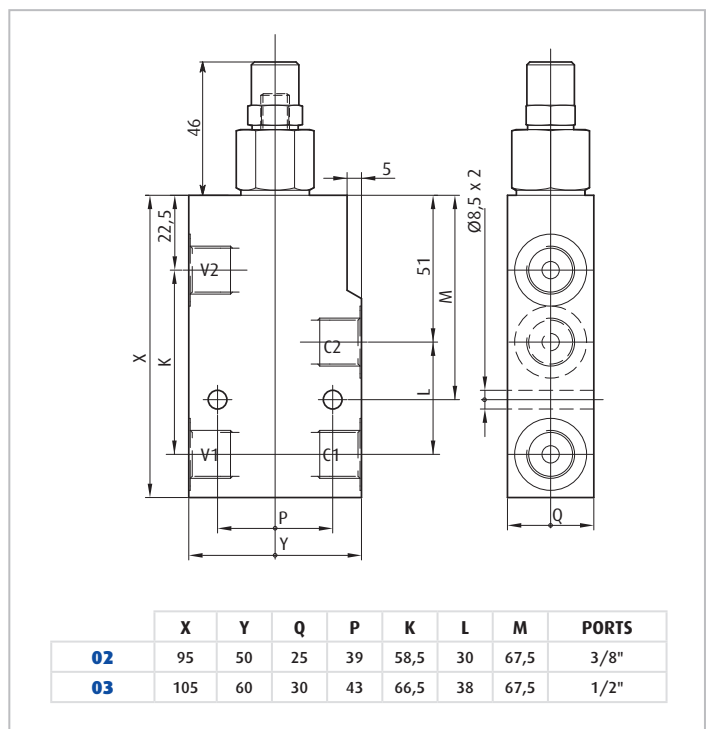 46
5
22,5
Ø8,5 x 2
V2
51
M
X
K
C2
L
V1
C1
P
Q
Y
X Y Q P K L M PORTS
02 95 50 25 39 58,5 30 67,5 3/8"
03 105 60 30 43 66,5 38 67,5 1/2"